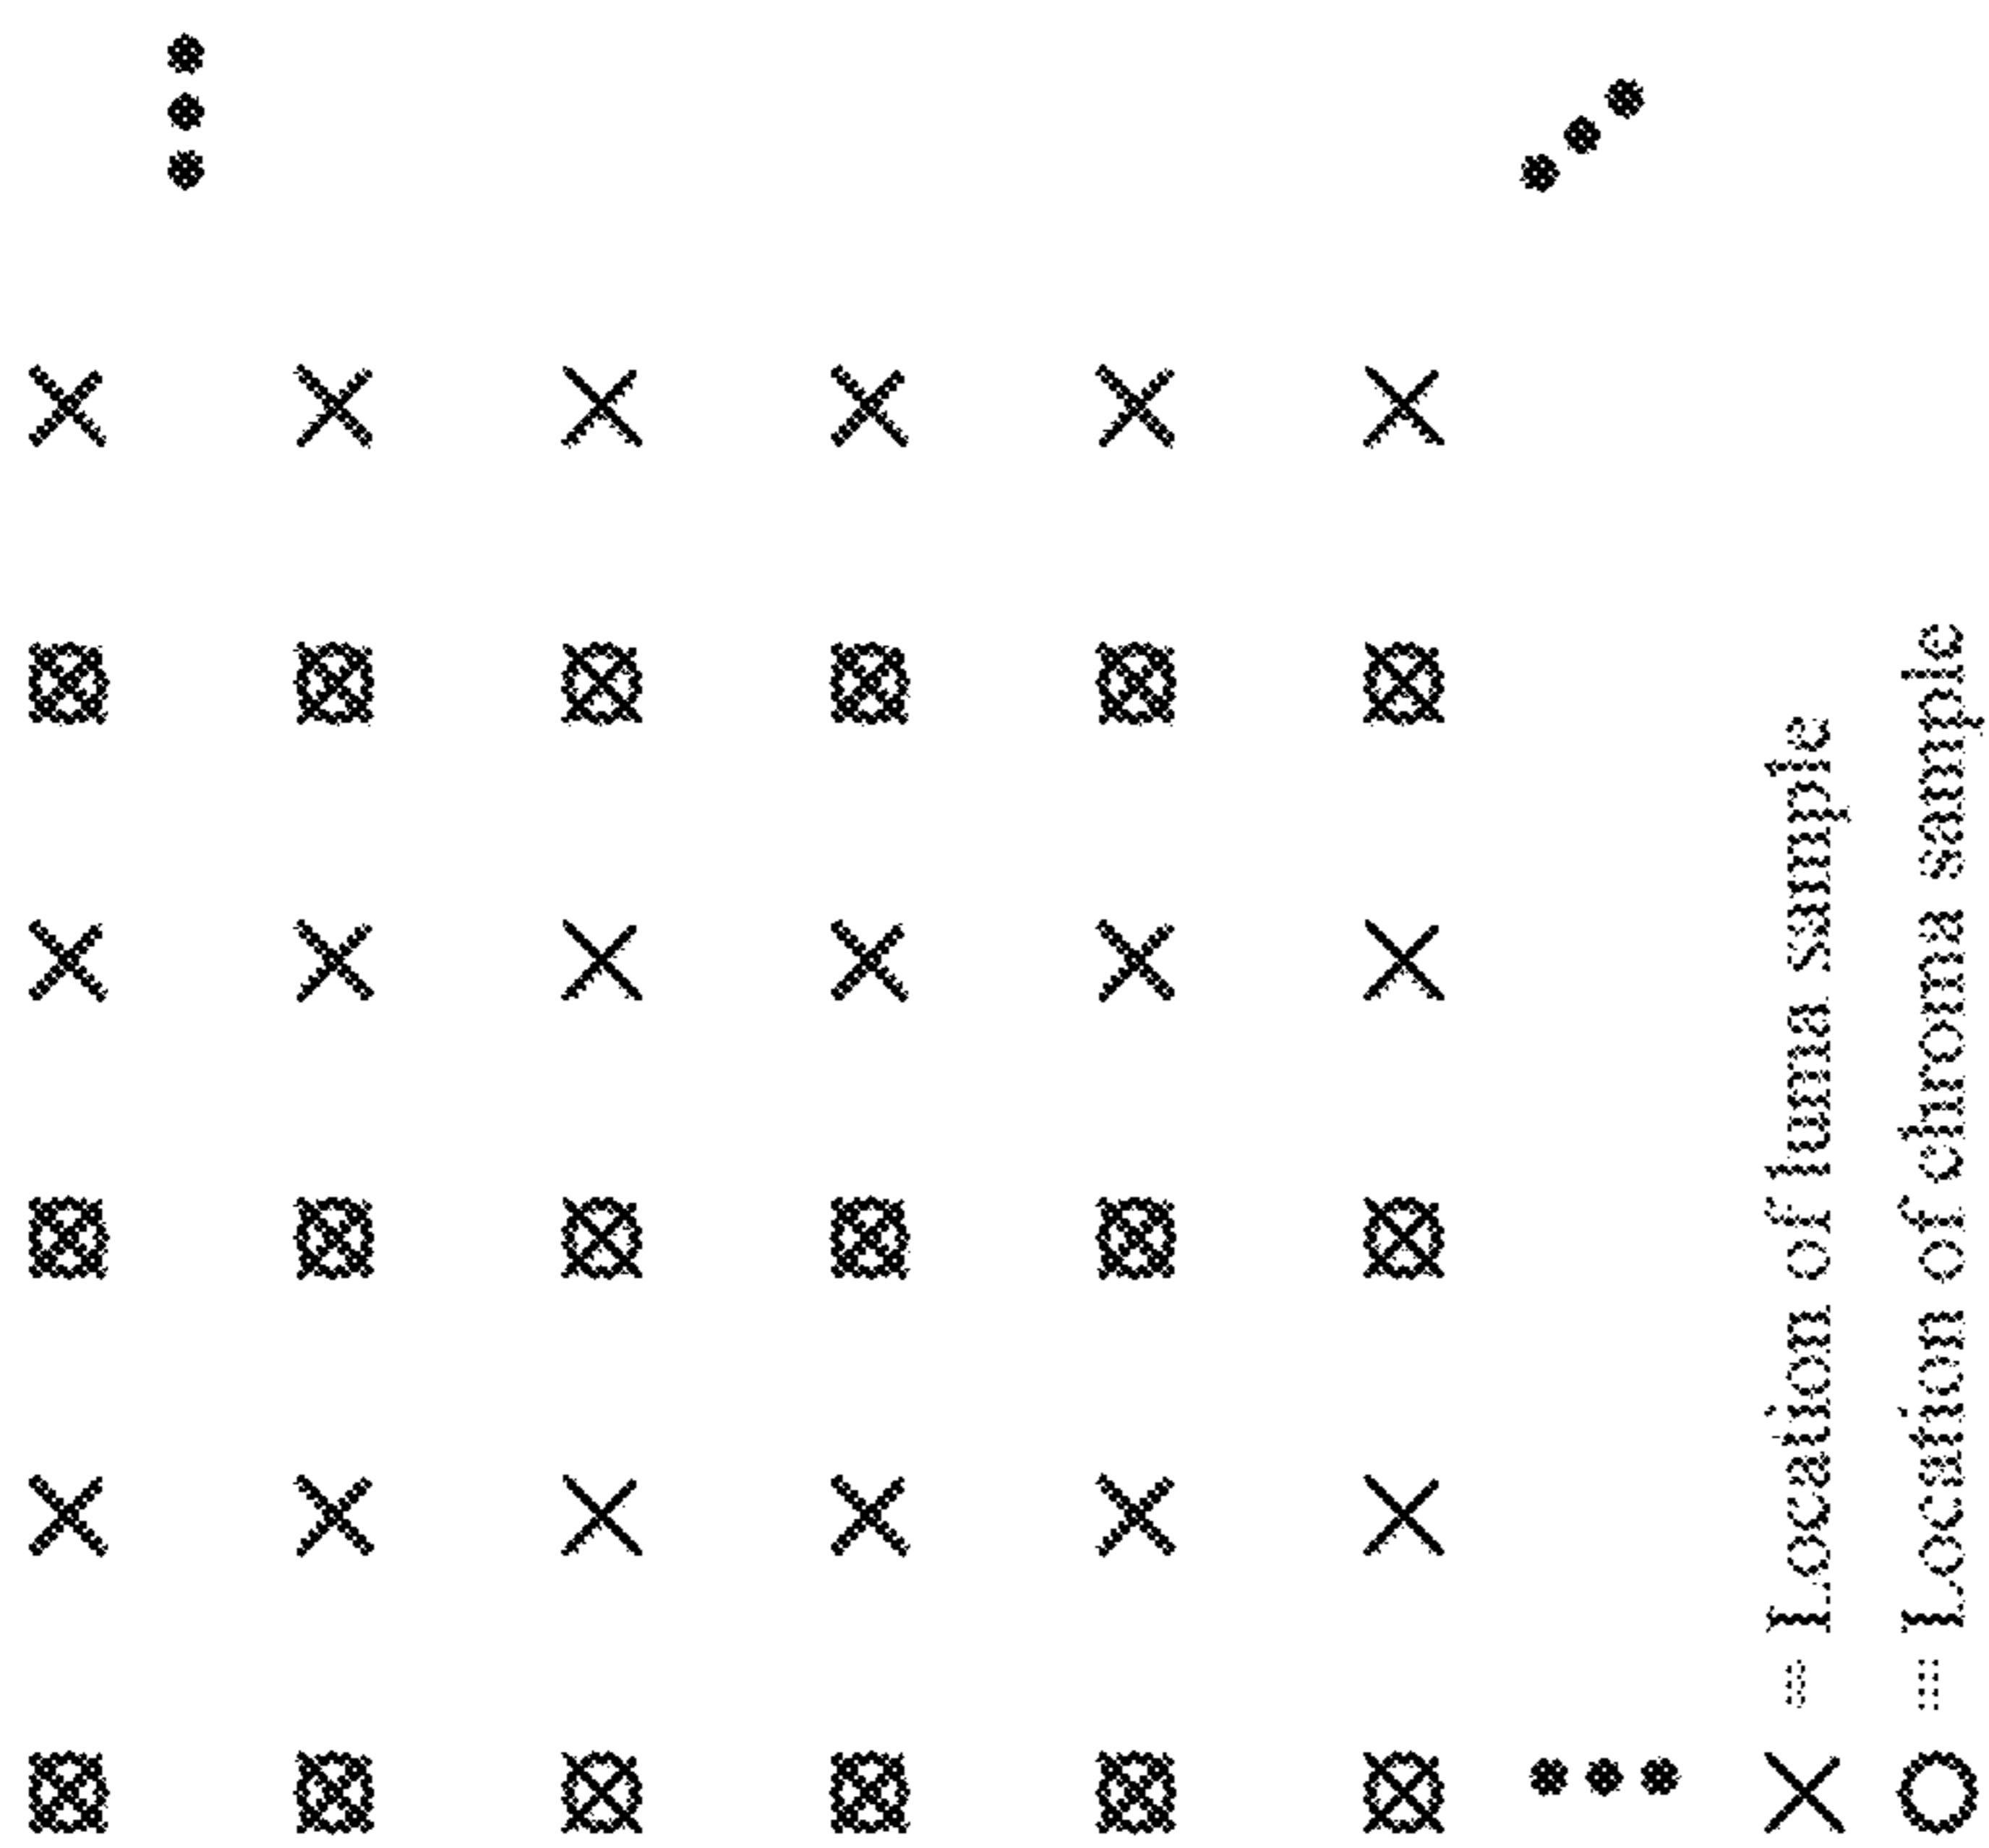 X = Location of luma sample
O = Location of chroma sample